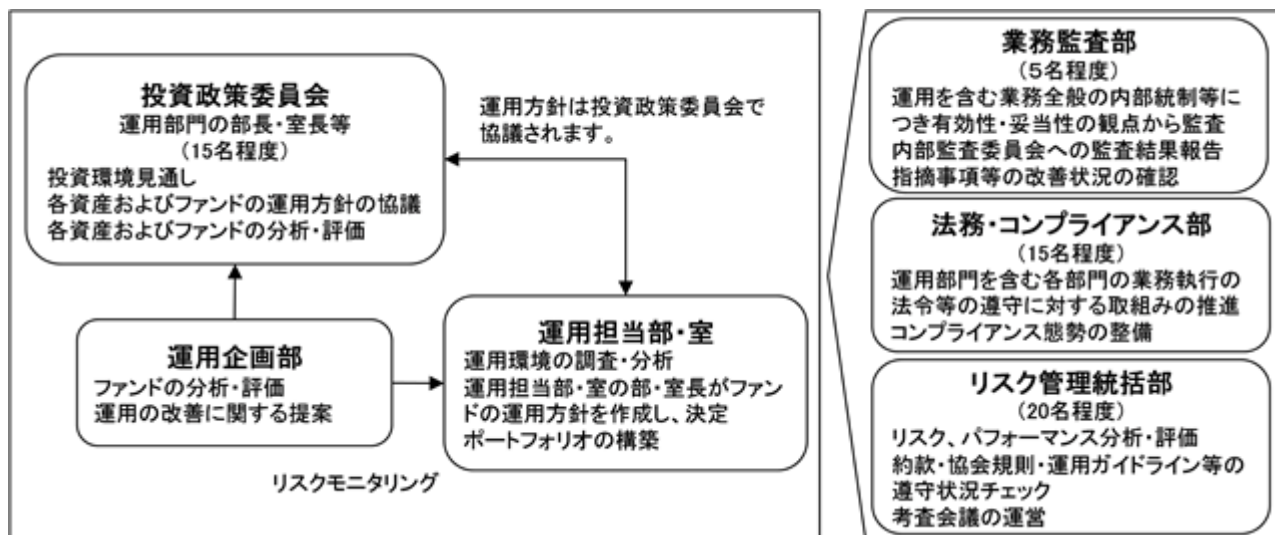 投資政策委員会
運用部門の部長・室長等
(15名程度)
投資環境見通し
各資産およびファンドの運用方針の協議
各資産およびファンドの分析・評価
運用方針は投資政策委員会で
協議されます。
運用企画部
ファンドの分析・評価
運用の改善に関する提案
運用担当部・室
運用環境の調査・分析
運用担当部・室の部・室長がファン
ドの運用方針を作成し、決定
ポートフォリオの構築
リスクモニタリング
業務監査部
(5名程度)
運用を含む業務全般の内部統制等に
つき有効性・妥当性の観点から監査
内部監査委員会への監査結果報告
指摘事項等の改善状況の確認
法務・コンプライアンス部
(15名程度)
運用部門を含む各部門の業務執行の
法令等の遵守に対する取組みの推進
コンプライアンス態勢の整備
リスク管理統括部
(20名程度)
リスク、パフォーマンス分析・評価
約款・協会規則・運用ガイドライン等の
遵守状況チェック
考査会議の運営